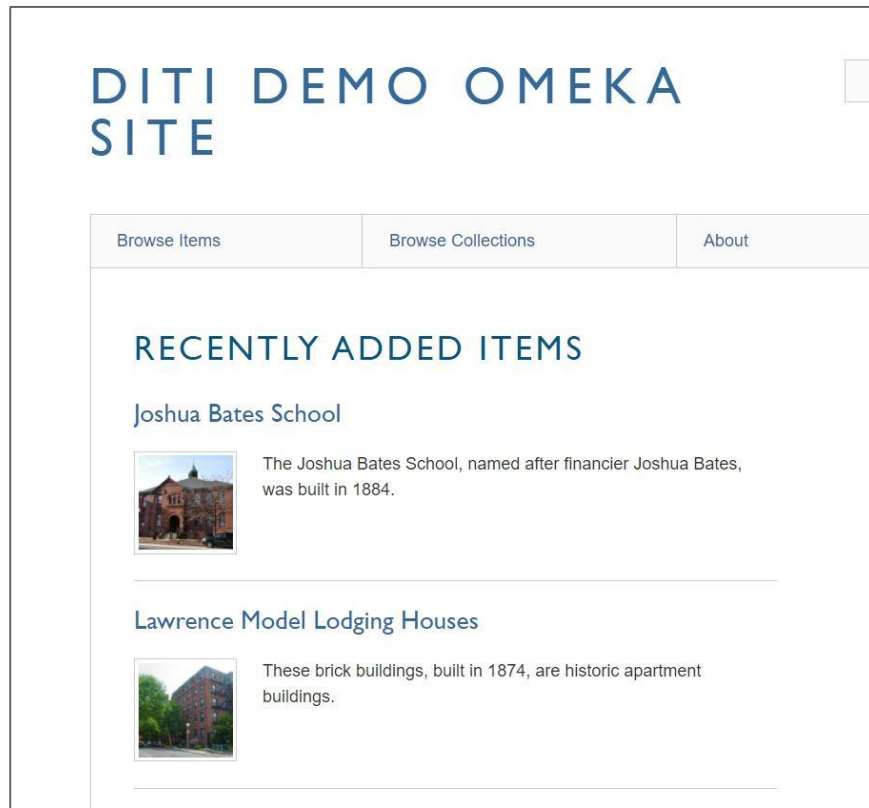 DITI DEMO OMEKA
SITE
Browse Items
Browse Collections
About
RECENTLY ADDED ITEMS
Joshua Bates School
The Joshua Bates School, named after financier Joshua Bates,
was built in 1884.
Lawrence Model Lodging Houses
These brick buildings, built in 1874, are historic apartment
buildings.